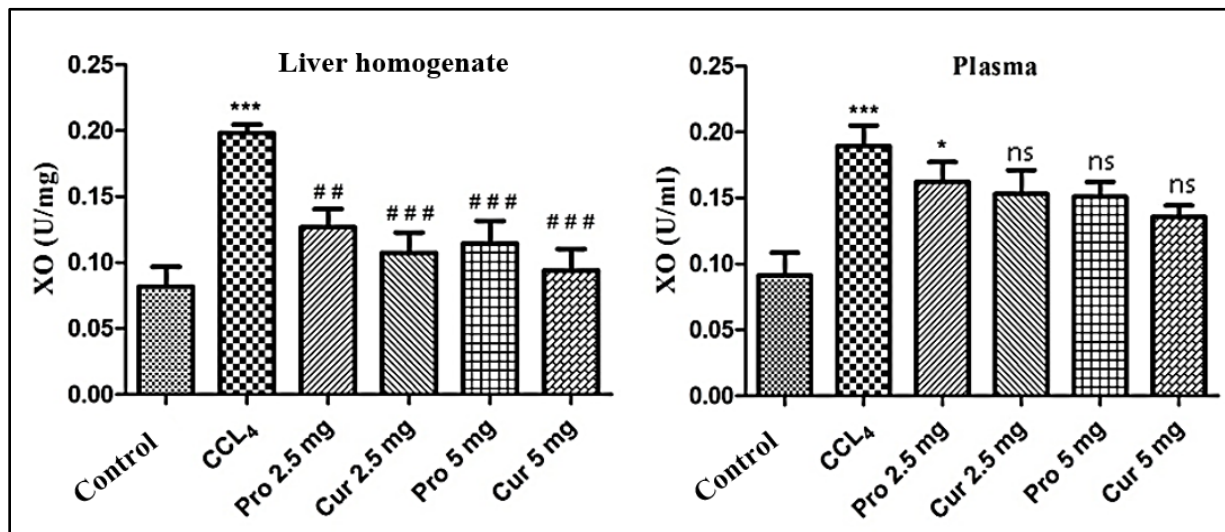 Liver homogenate
XO (U/mg)
0.25
0.20
0.15
0.10
0.05
0.00
***
# #
# # #
# # #
# # #
Control
CCL₄
Pro 2.5 mg
Cur 2.5 mg
Pro 5 mg
Cur 5 mg
Plasma
XO (U/ml)
0.25
0.20
0.15
0.10
0.05
0.00
***
*
ns
ns
ns
Control
CCL₄
Pro 2.5 mg
Cur 2.5 mg
Pro 5 mg
Cur 5 mg